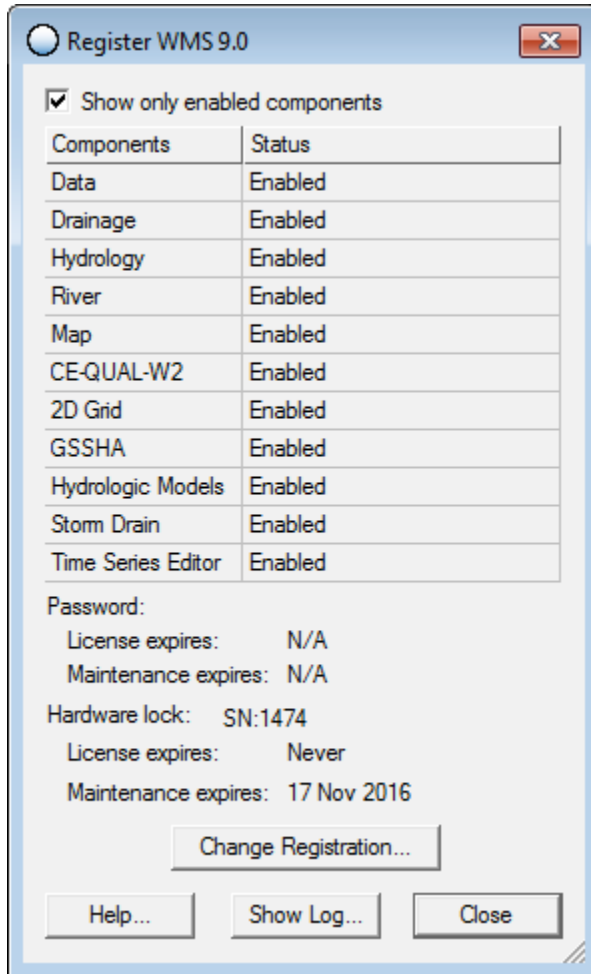 Register WMS 9.0
Show only enabled components
Components Status
Data Enabled
Drainage Enabled
Hydrology Enabled
River Enabled
Map Enabled
CE-QUAL-W2 Enabled
2D Grid Enabled
GSSHA Enabled
Hydrologic Models Enabled
Storm Drain Enabled
Time Series Editor Enabled
Password:
License expires: N/A
Maintenance expires: N/A
Hardware lock: SN:1474
License expires: Never
Maintenance expires: 17 Nov 2016
Change Registration...
Help... Show Log... Close